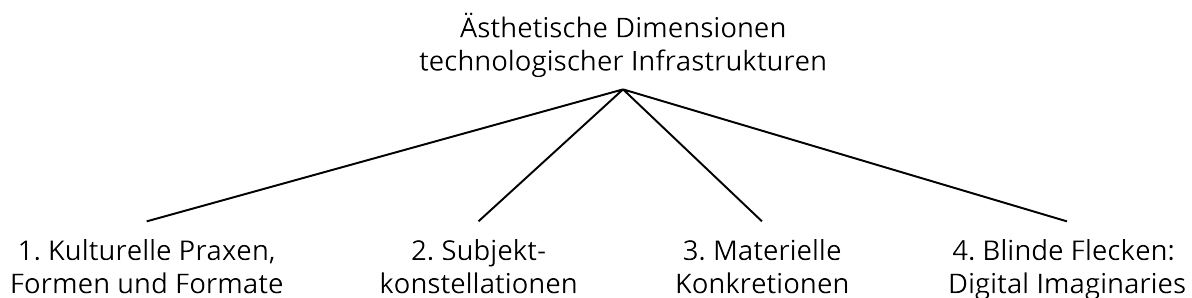 Ästhetische Dimensionen
technologischer Infrastrukturen
1. Kulturelle Praxen,
Formen und Formate
2. Subjekt-
konstellationen
3. Materielle
Konkretionen
4. Blinde Flecken:
Digital Imaginaries